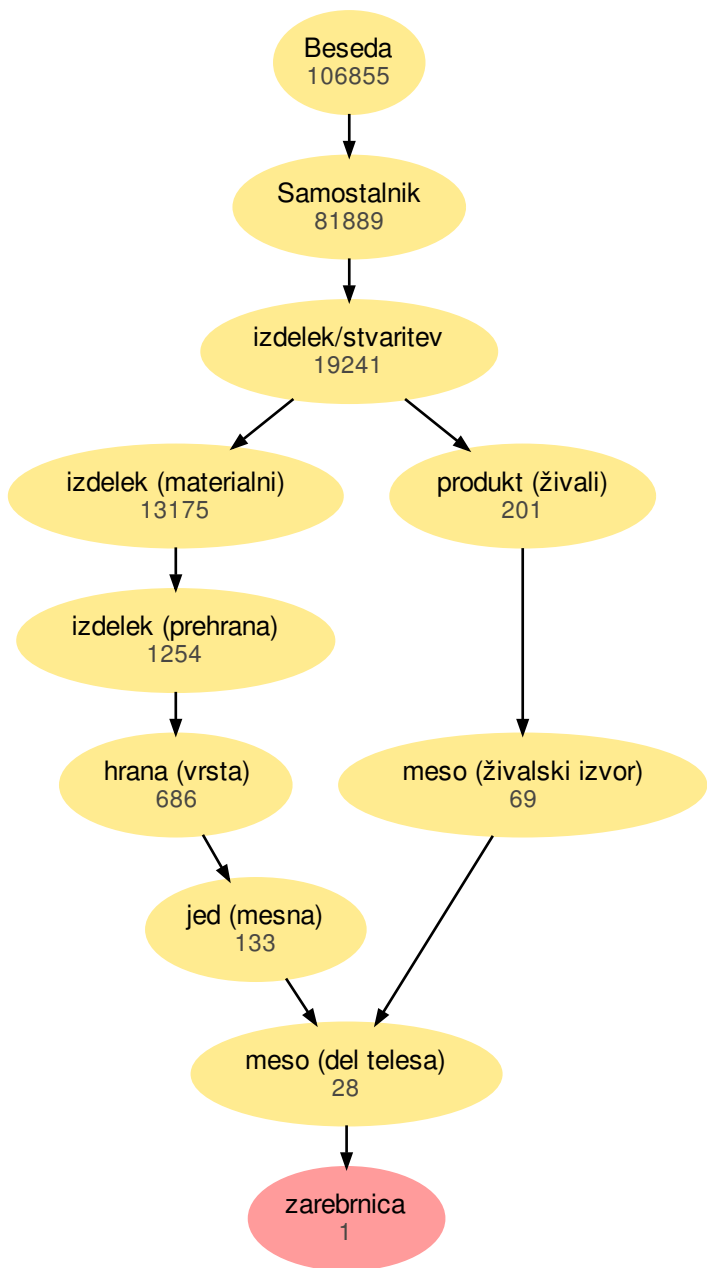 Beseda
106855
Samostalnik
81889
izdelek/stvaritev
19241
izdelek (materialni)
13175
produkt (živali)
201
izdelek (prehrana)
1254
hrana (vrsta)
686
meso (živalski izvor)
69
jed (mesna)
133
meso (del telesa)
28
zarebrnica
1